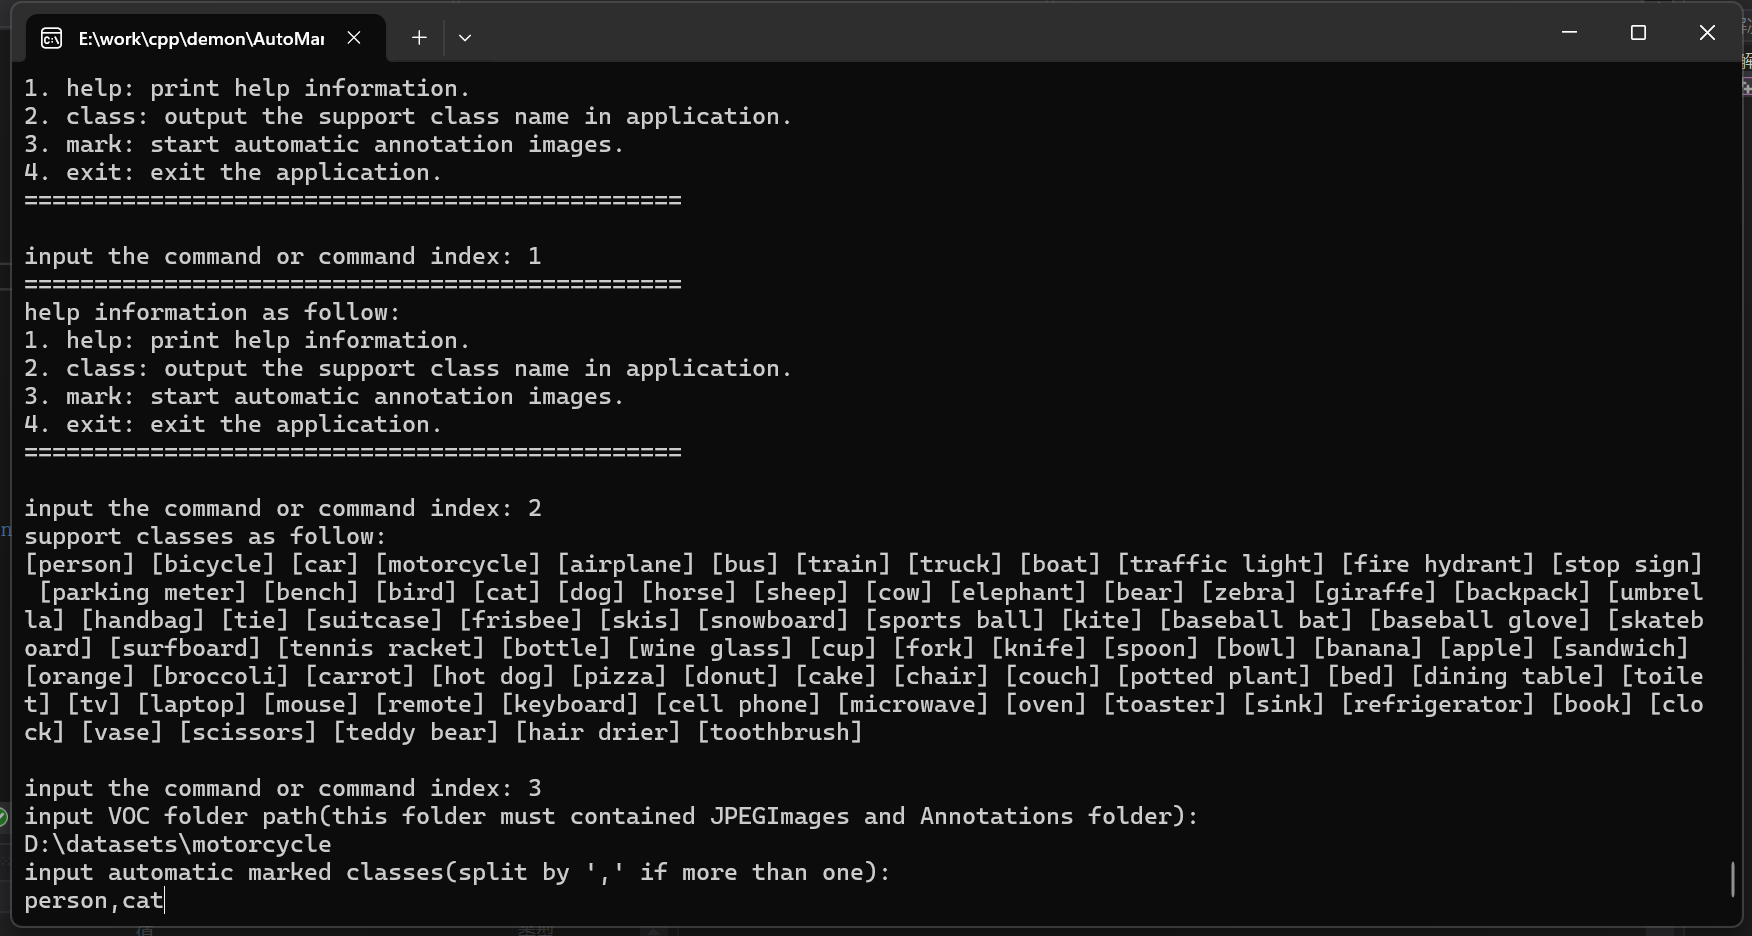 E:\work\cpp\demon\AutoMar
1. help: print help information.
2. class: output the support class name in application.
3. mark: start automatic annotation images.
4. exit: exit the application.
===============================================
input the command or command index: 1
===============================================
help information as follow:
1. help: print help information.
2. class: output the support class name in application.
3. mark: start automatic annotation images.
4. exit: exit the application.
===============================================
input the command or command index: 2
support classes as follow:
[person] [bicycle] [car] [motorcycle] [airplane] [bus] [train] [truck] [boat] [traffic light] [fire hydrant] [stop sign]
[parking meter] [bench] [bird] [cat] [dog] [horse] [sheep] [cow] [elephant] [bear] [zebra] [giraffe] [backpack] [umbrel
la] [handbag] [tie] [suitcase] [frisbee] [skis] [snowboard] [sports ball] [kite] [baseball bat] [baseball glove] [skateb
oard] [surfboard] [tennis racket] [bottle] [wine glass] [cup] [fork] [knife] [spoon] [bowl] [banana] [apple] [sandwich]
[orange] [broccoli] [carrot] [hot dog] [pizza] [donut] [cake] [chair] [couch] [potted plant] [bed] [dining table] [toile
t] [tv] [laptop] [mouse] [remote] [keyboard] [cell phone] [microwave] [oven] [toaster] [sink] [refrigerator] [book] [clo
ck] [vase] [scissors] [teddy bear] [hair drier] [toothbrush]
input the command or command index: 3
input VOC folder path(this folder must contained JPEGImages and Annotations folder):
D:\datasets\motorcycle
input automatic marked classes(split by ',' if more than one):
person,cat